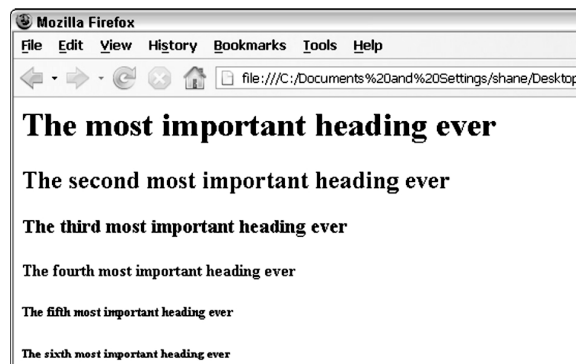 Mozilla Firefox
File Edit View History Bookmarks Tools Help
file:///C:/Documents%20and%20Settings/shane/Desktop
The most important heading ever
The second most important heading ever
The third most important heading ever
The fourth most important heading ever
The fifth most important heading ever
The sixth most important heading ever